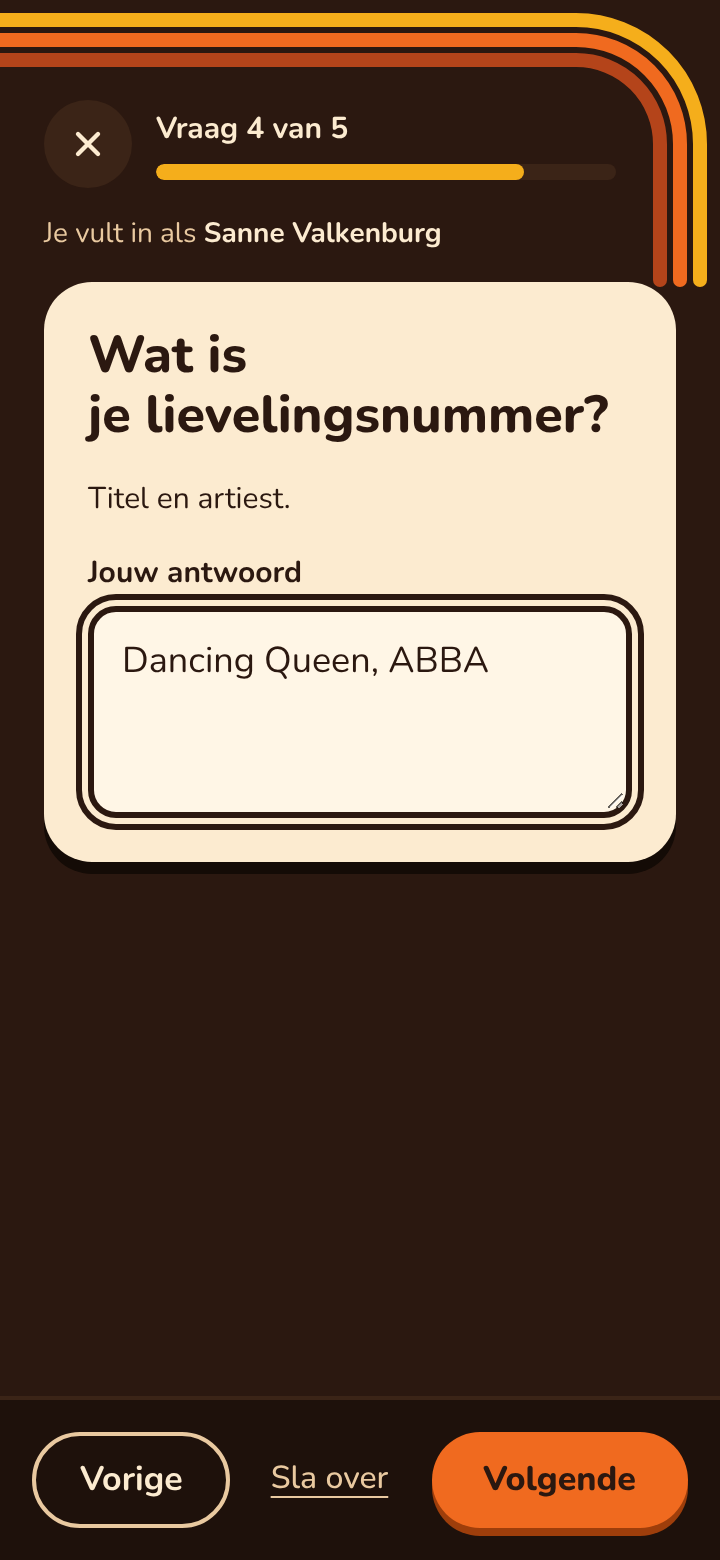 Vraag 4 van 5
Je vult in als Sanne Valkenburg
Wat is
je lievelingsnummer?
Titel en artiest.
Jouw antwoord
Dancing Queen, ABBA
Vorige
Sla over
Volgende